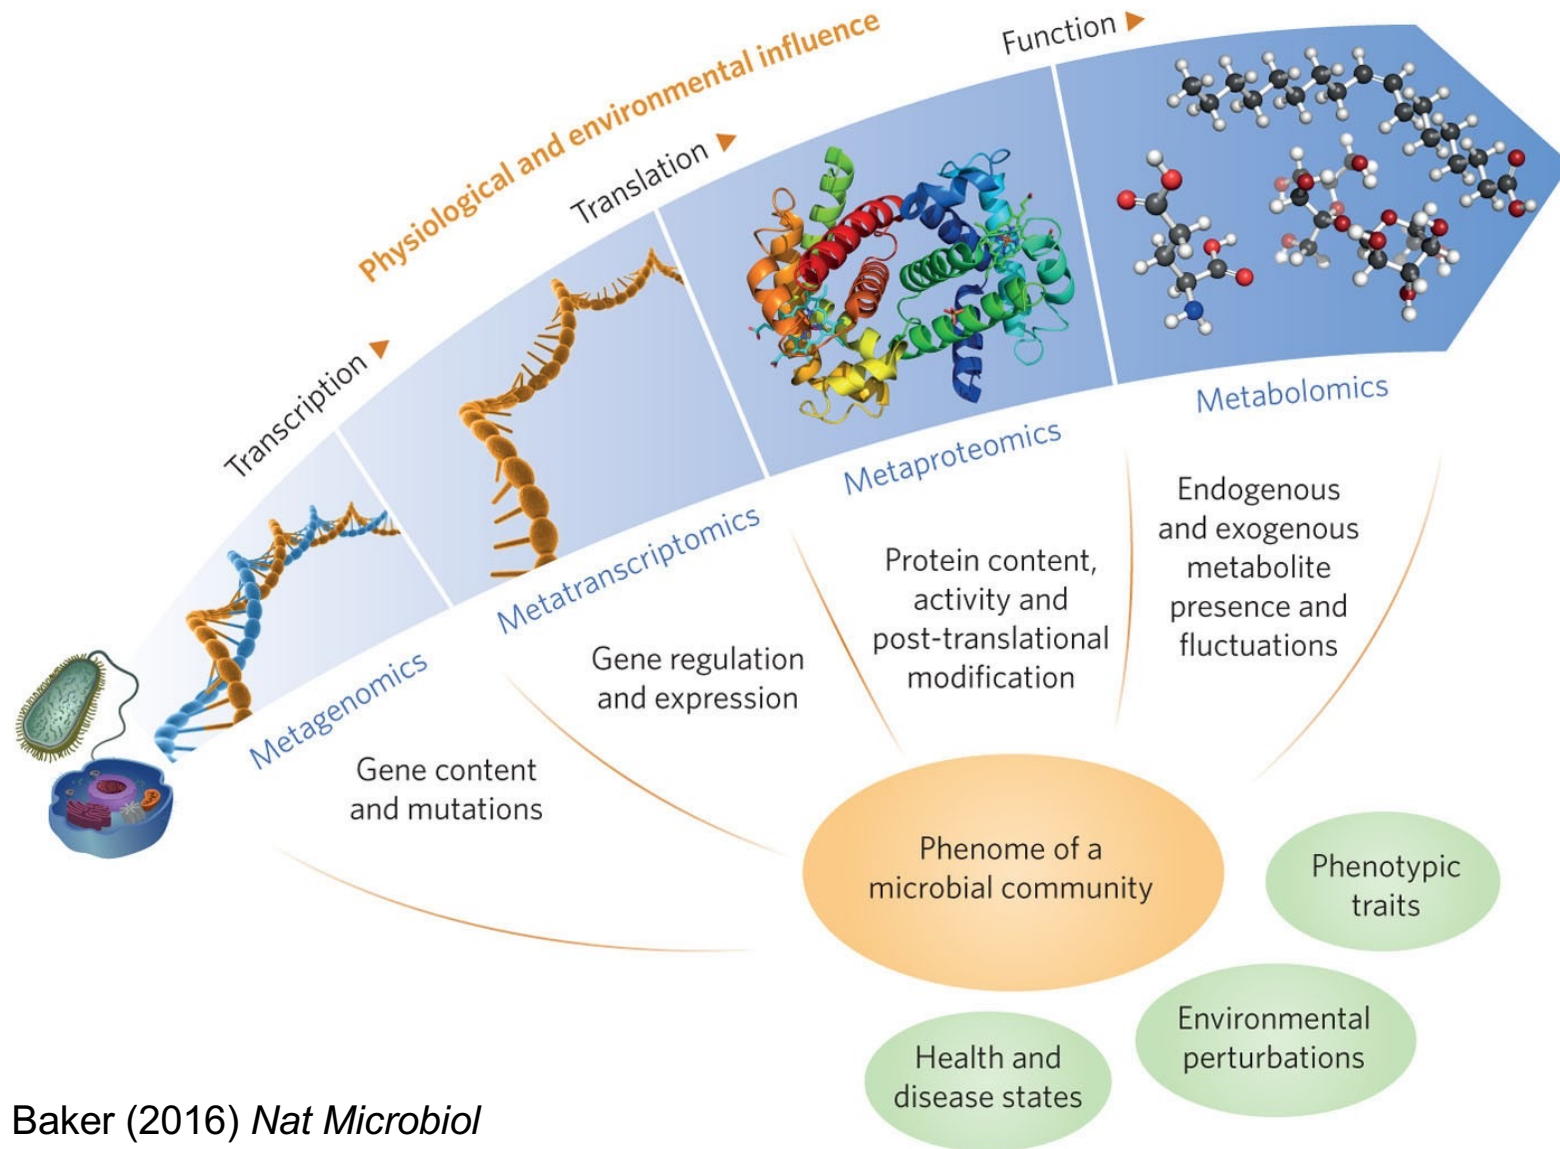 Physiological and environmental influence
Transcription
Translation
Function
Metagenomics
Metatranscriptomics
Metaproteomics
Metabolomics
Gene content
and mutations
Gene regulation
and expression
Protein content,
activity and
post-translational
modification
Endogenous
and exogenous
metabolite
presence and
fluctuations
Phenome of a
microbial community
Phenotypic
traits
Environmental
perturbations
Health and
disease states
Baker (2016) Nat Microbiol